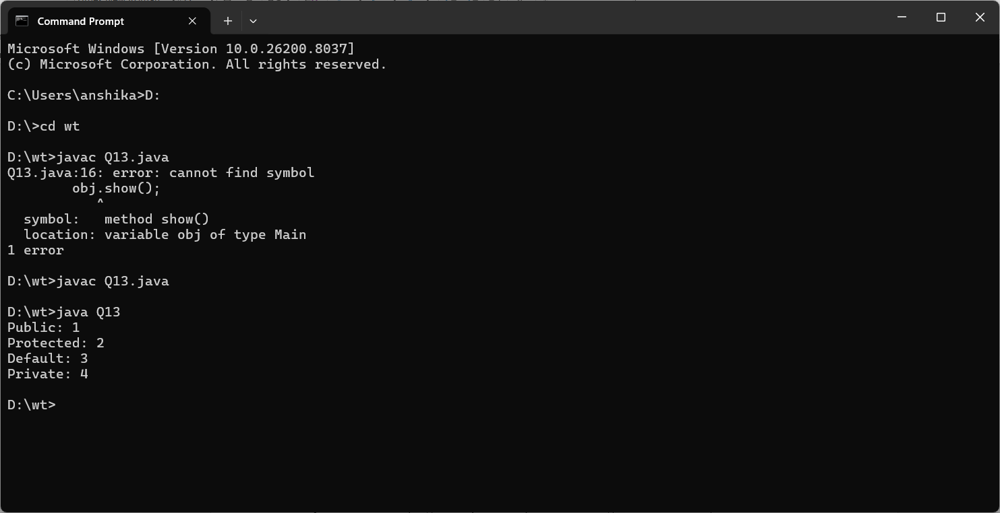 Command Prompt
Microsoft Windows [Version 10.0.26200.8037]
(c) Microsoft Corporation. All rights reserved.
C:\Users\anshika>D:
D:\>cd wt
D:\wt>javac Q13.java
Q13.java:16: error: cannot find symbol
        obj.show();
           ^
  symbol:   method show()
  location: variable obj of type Main
1 error
D:\wt>javac Q13.java
D:\wt>java Q13
Public: 1
Protected: 2
Default: 3
Private: 4
D:\wt>